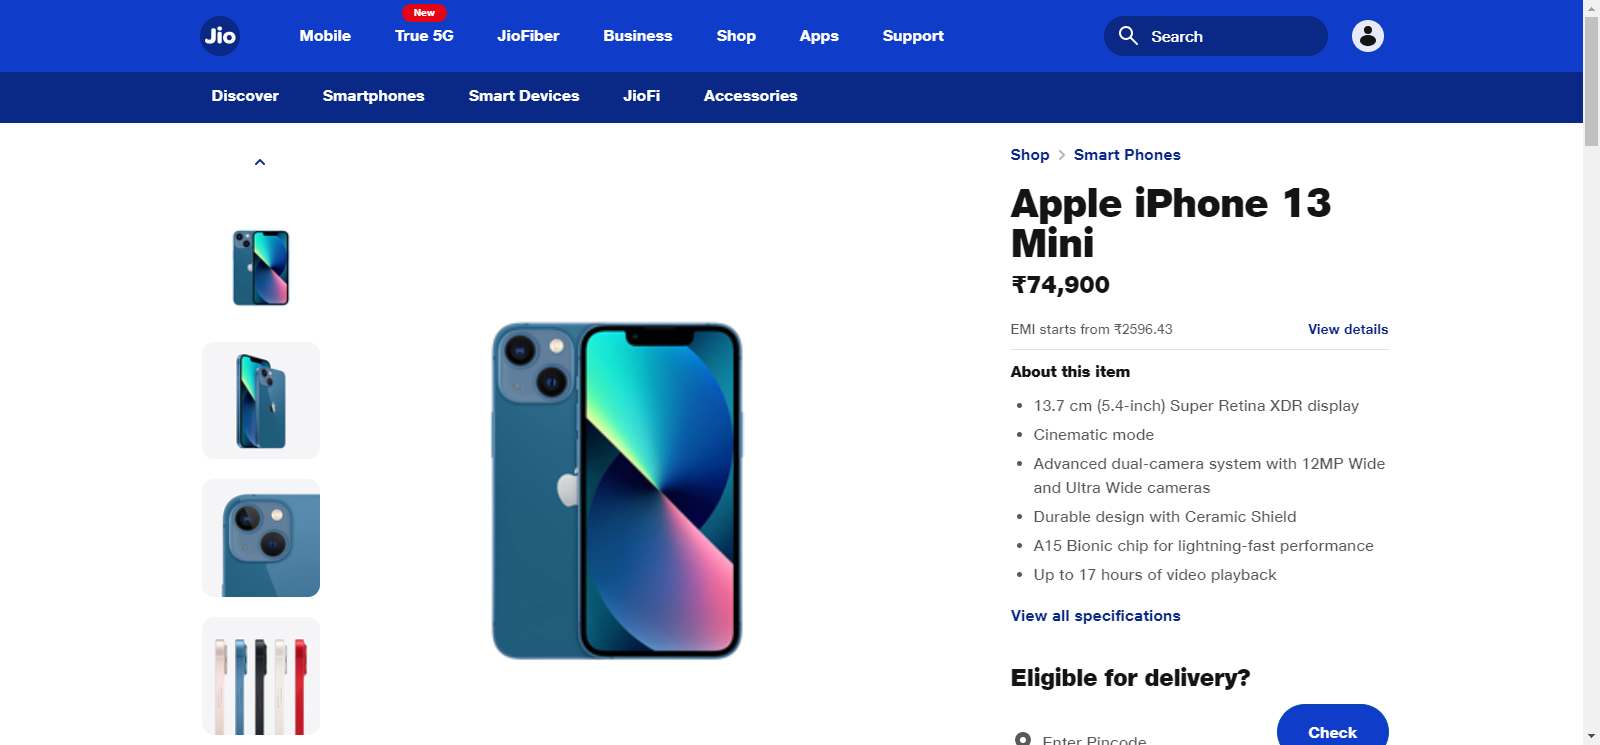 New
Jio
Mobile
True 5G
JioFiber
Business
Shop
Apps
Support
Search
Discover
Smartphones
Smart Devices
JioFi
Accessories
Shop > Smart Phones
Apple iPhone 13
Mini
₹74,900
EMI starts from ₹2596.43
View details
About this item
• 13.7 cm (5.4-inch) Super Retina XDR display
• Cinematic mode
• Advanced dual-camera system with 12MP Wide
and Ultra Wide cameras
• Durable design with Ceramic Shield
• A15 Bionic chip for lightning-fast performance
• Up to 17 hours of video playback
View all specifications
Eligible for delivery?
Enter Pincode
Check